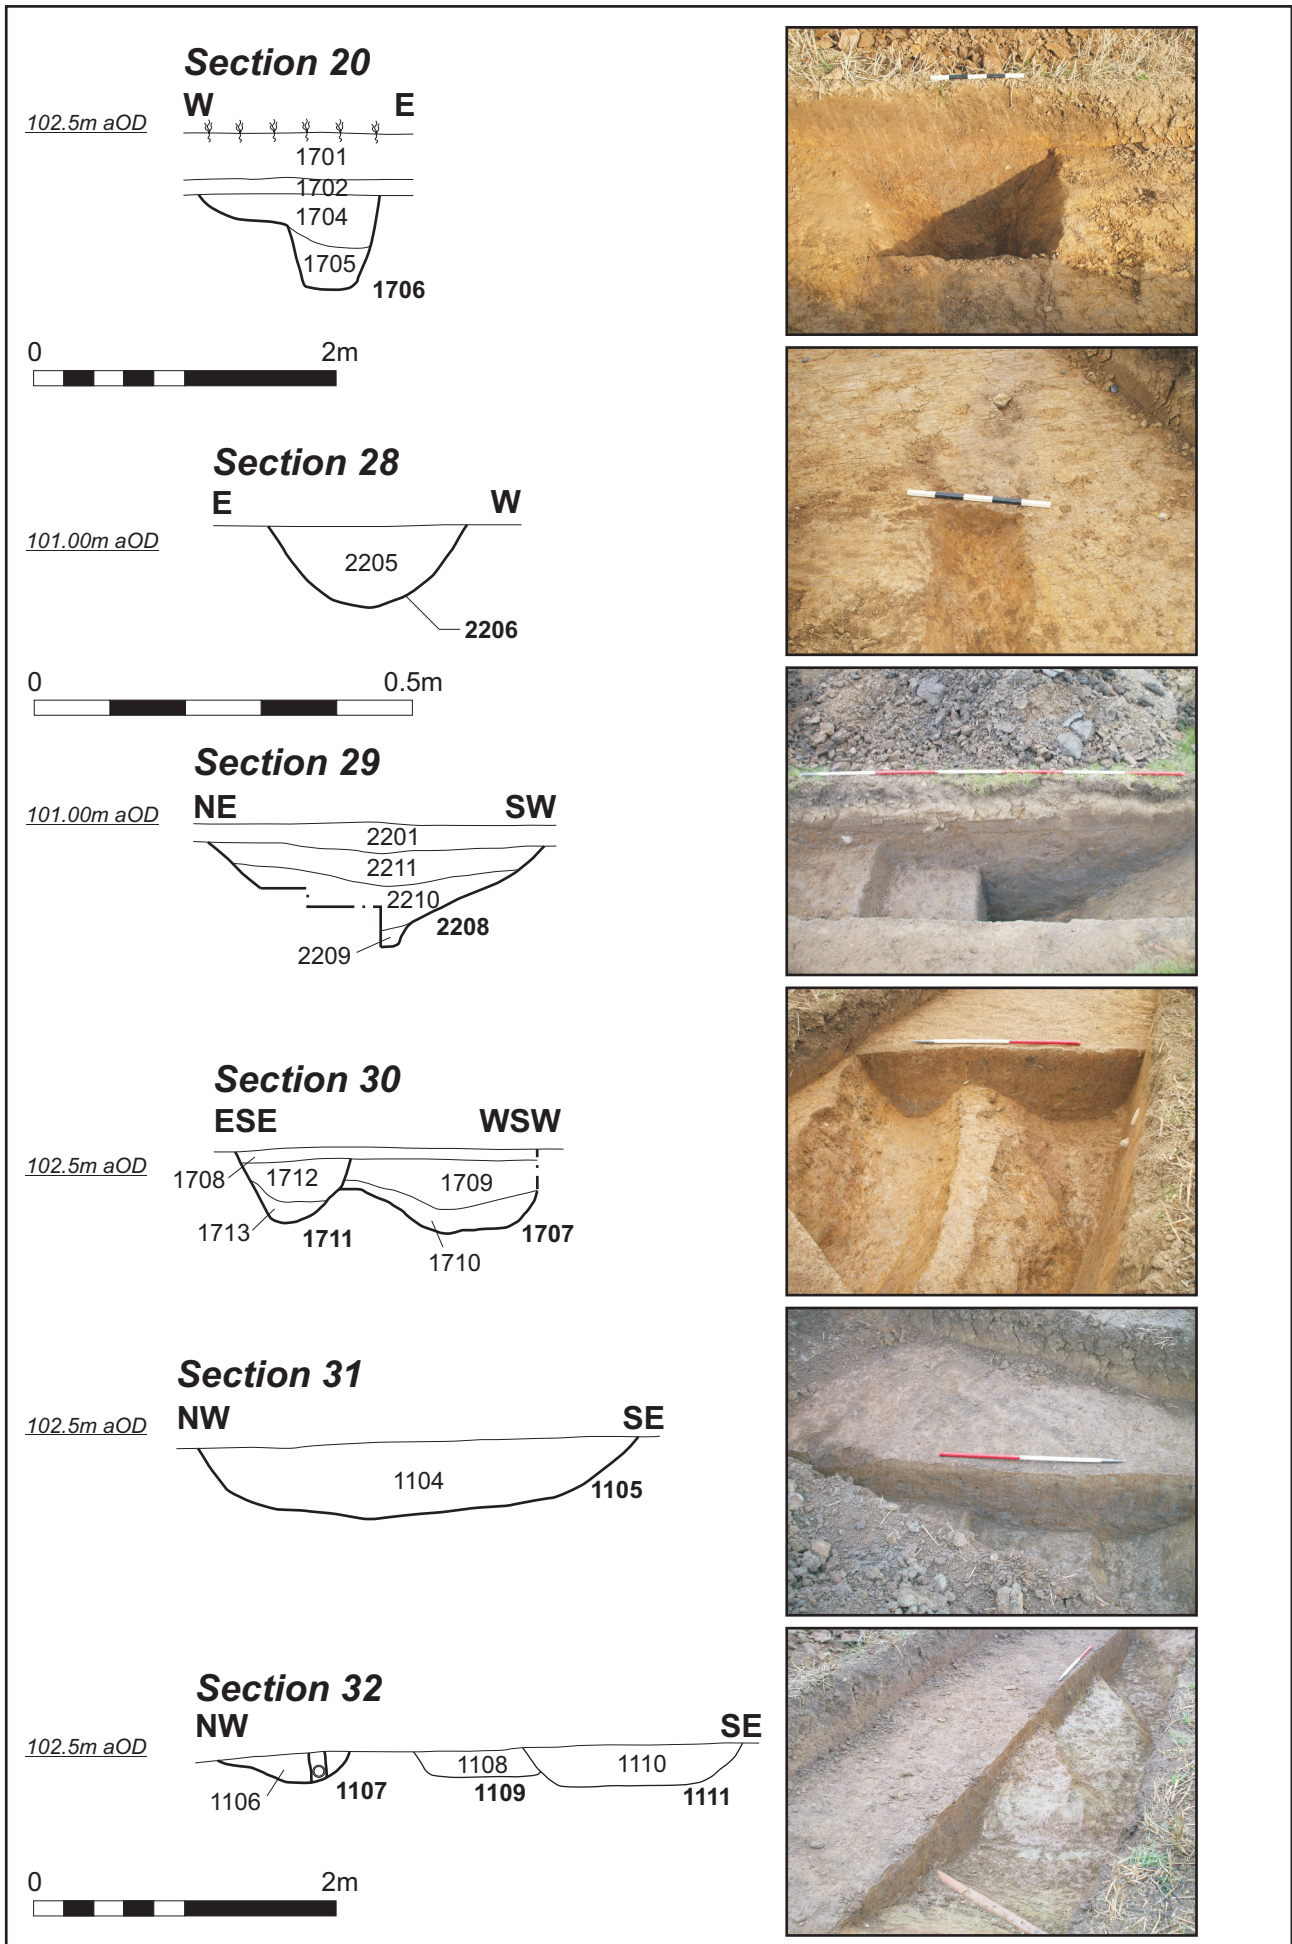 Section 20
W E
102.5m aOD
1701
1702
1704
1705
1706
0 2m
Section 28
E W
101.00m aOD
2205
2206
0 0.5m
Section 29
NE SW
101.00m aOD
2201
2211
2210
2208
2209
Section 30
ESE WSW
102.5m aOD
1708 1712 1709
1713 1711 1707
1710
Section 31
NW SE
102.5m aOD
1104
1105
Section 32
NW SE
102.5m aOD
1108 1110
1106 1107 1109 1111
0 2m